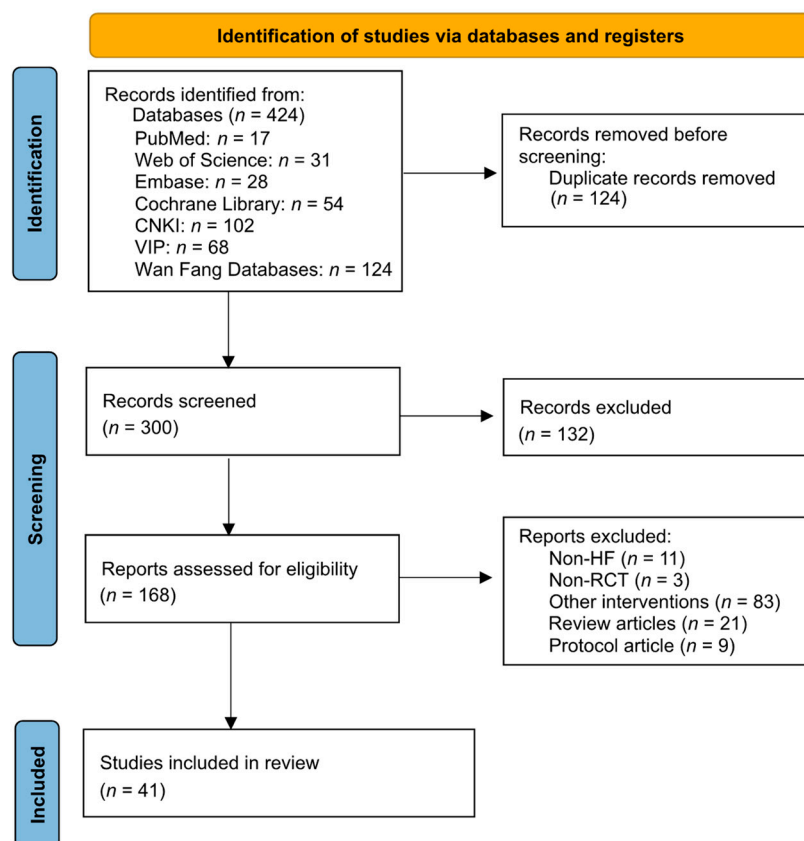 Identification of studies via databases and registers
Identification
Records identified from:
Databases (n = 424)
PubMed: n = 17
Web of Science: n = 31
Embase: n = 28
Cochrane Library: n = 54
CNKI: n = 102
VIP: n = 68
Wan Fang Databases: n = 124
Records removed before
screening:
Duplicate records removed
(n = 124)
Screening
Records screened
(n = 300)
Records excluded
(n = 132)
Reports assessed for eligibility
(n = 168)
Reports excluded:
Non-HF (n = 11)
Non-RCT (n = 3)
Other interventions (n = 83)
Review articles (n = 21)
Protocol article (n = 9)
Included
Studies included in review
(n = 41)